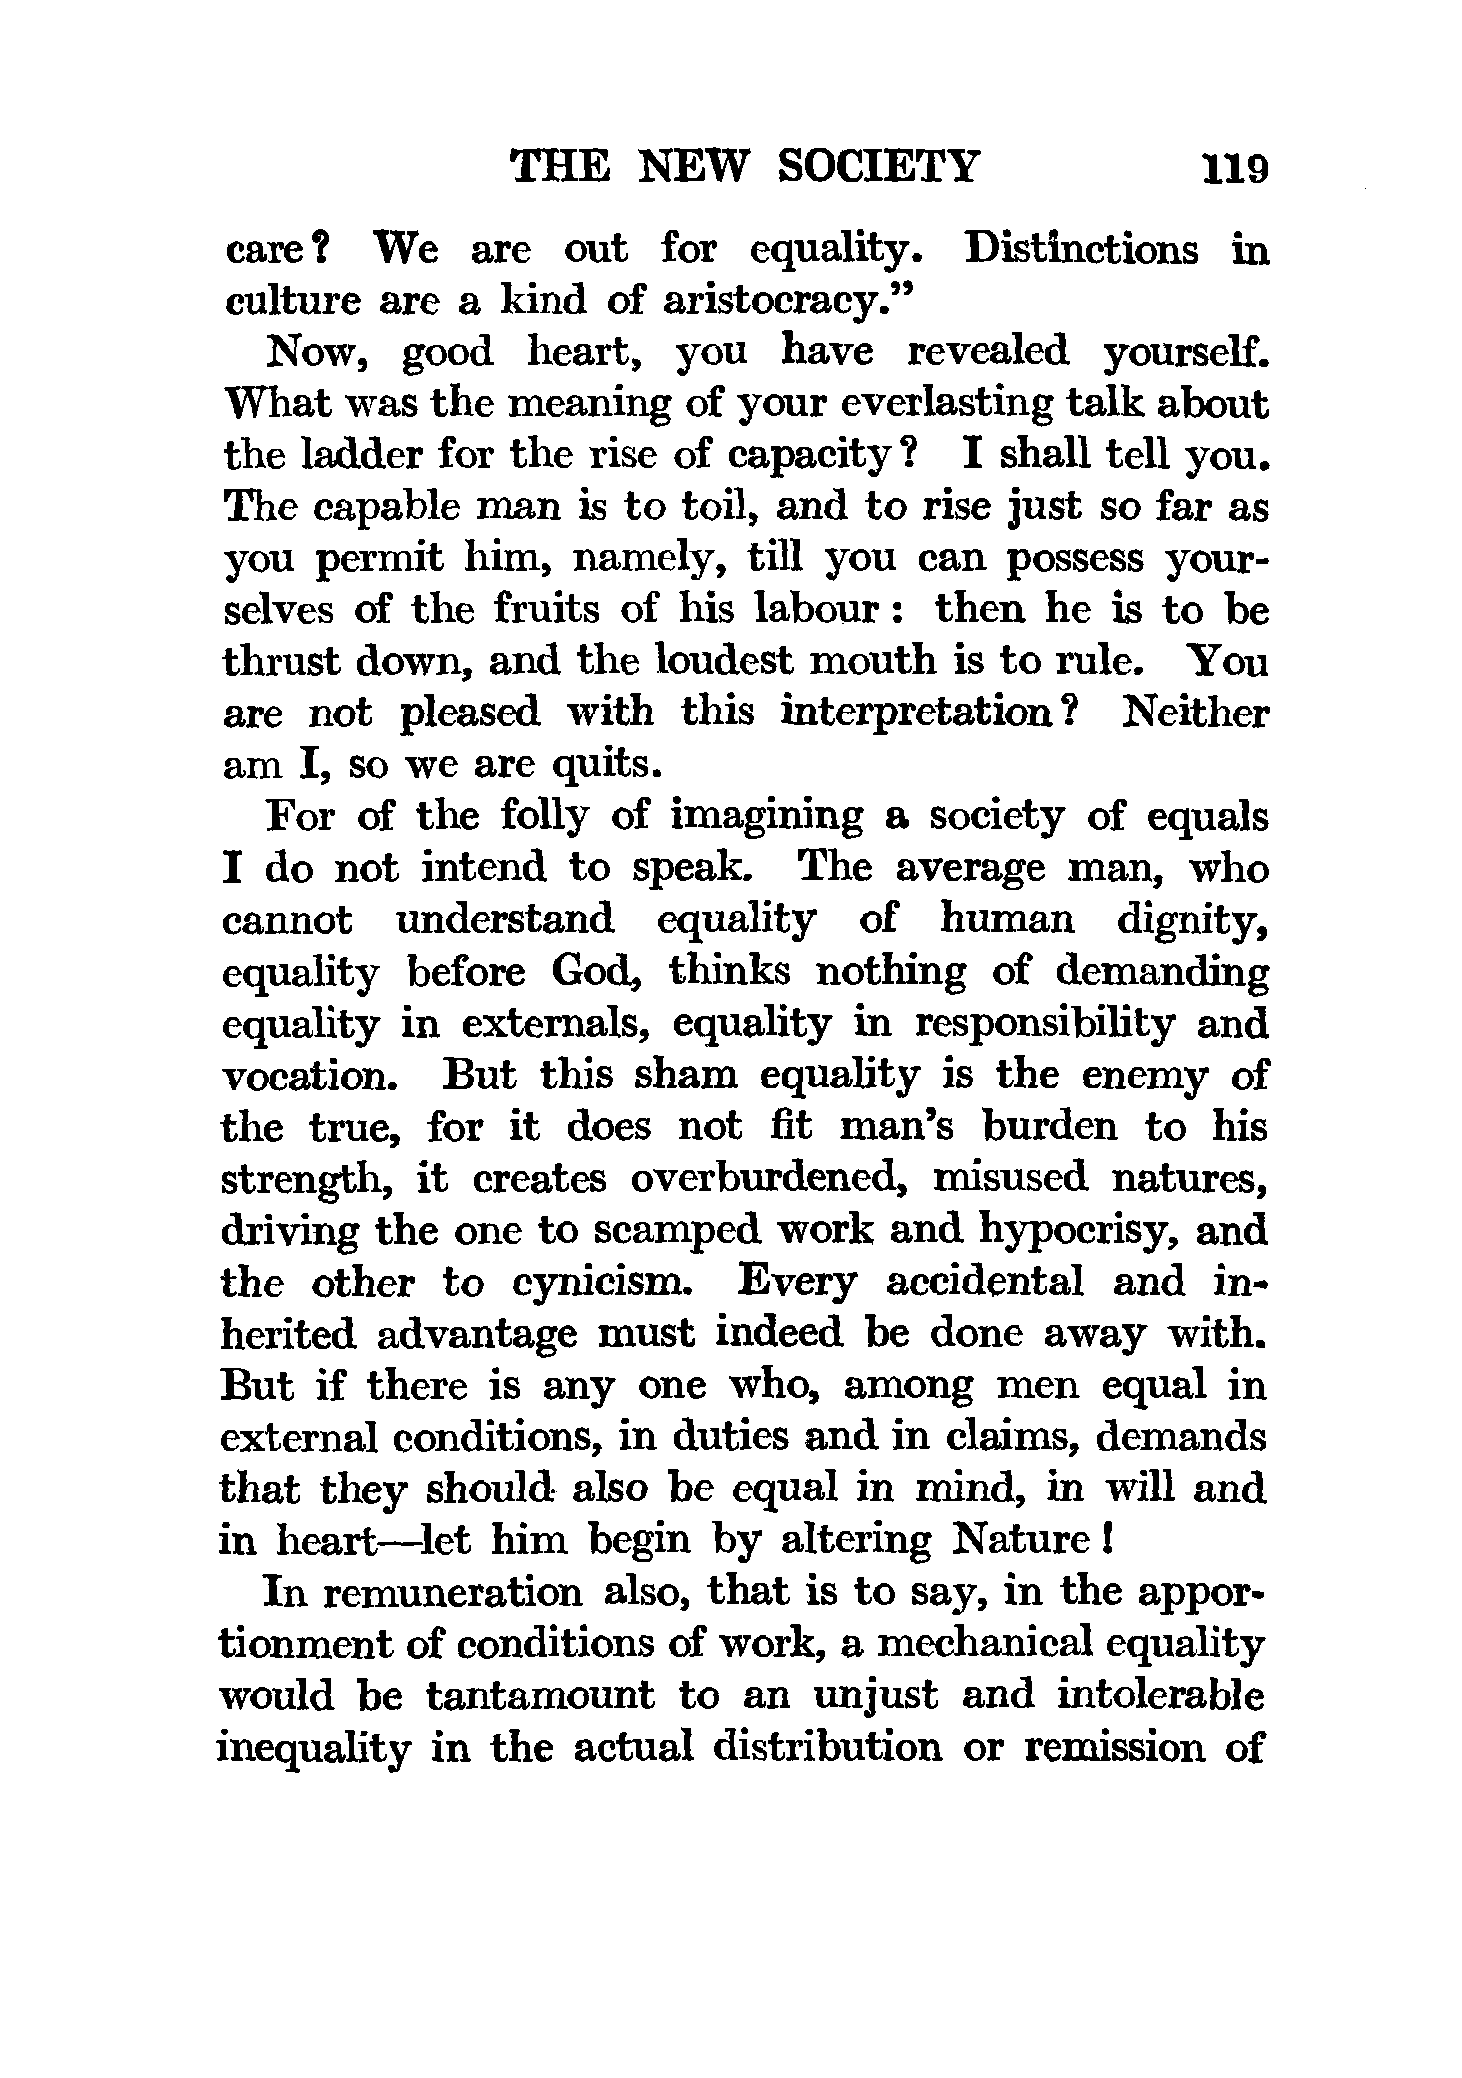 THE NEW SOCIETY 119
care? We are out for equality. Distinctions in
culture are a kind of aristocracy.”
Now, good heart, you have revealed yourself.
What was the meaning of your everlasting talk about
the ladder for the rise of capacity? I shall tell you.
The capable man is to toil, and to rise just so far as
you permit him, namely, till you can possess your-
selves of the fruits of his labour: then he is to be
thrust down, and the loudest mouth is to rule. You
are not pleased with this interpretation? Neither
am I, so we are quits.
For of the folly of imagining a society of equals
I do not intend to speak. The average man, who
cannot understand equality of human dignity,
equality before God, thinks nothing of demanding
equality in externals, equality in responsibility and
vocation. But this sham equality is the enemy of
the true, for it does not fit man’s burden to his
strength, it creates overburdened, misused natures,
driving the one to scamped work and hypocrisy, and
the other to cynicism. Every accidental and in-
herited advantage must indeed be done away with.
But if there is any one who, among men equal in
external conditions, in duties and in claims, demands
that they should also be equal in mind, in will and
in heart—let him begin by altering Nature!
In remuneration also, that is to say, in the appor-
tionment of conditions of work, a mechanical equality
would be tantamount to an unjust and intolerable
inequality in the actual distribution or remission of